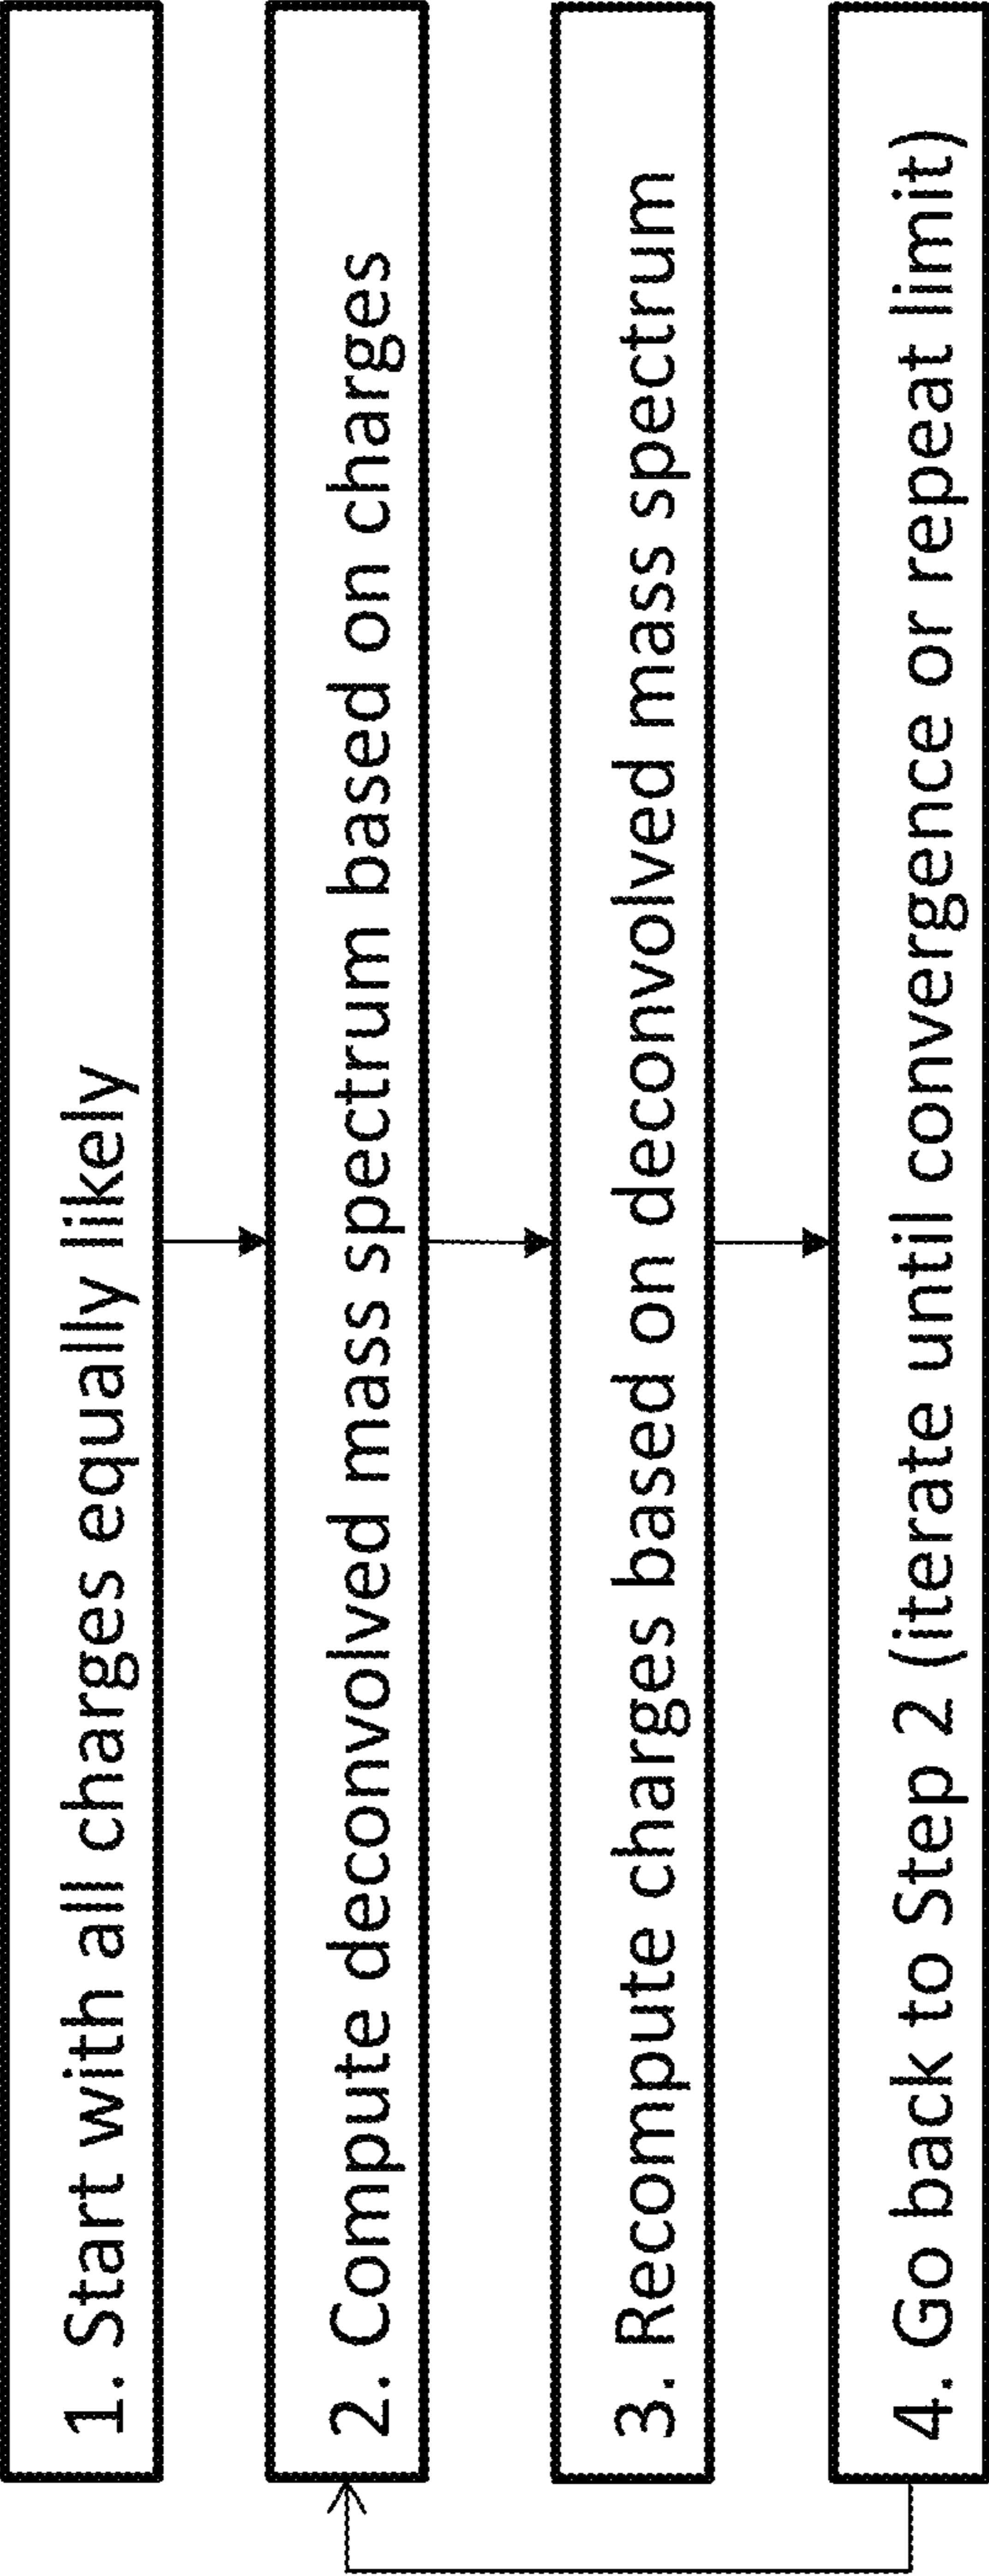 1. Start with all charges equally likely
2. Compute deconvolved mass spectrum based on charges
3. Recompute charges based on deconvolved mass spectrum
4. Go back to Step 2 (iterate until convergence or repeat limit)